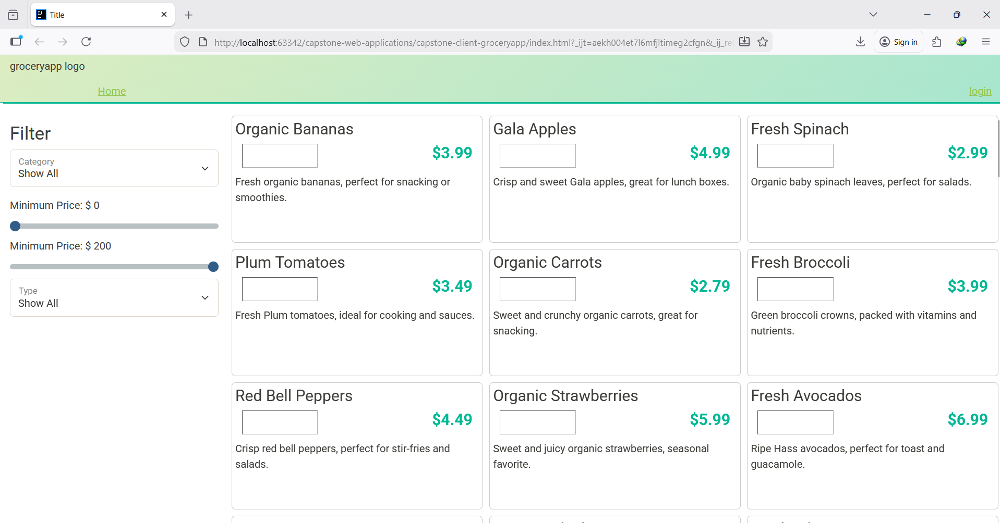 Title
http://localhost:63342/capstone-web-applications/capstone-client-groceryapp/index.html?_ijt=aekh004et7l6mfjltimeg2cfgn&_ij_re
Sign in
groceryapp logo
Home
login
Filter
Category
Show All
Minimum Price: $ 0
Minimum Price: $ 200
Type
Show All
Organic Bananas
$3.99
Fresh organic bananas, perfect for snacking or
smoothies.
Gala Apples
$4.99
Crisp and sweet Gala apples, great for lunch boxes.
Fresh Spinach
$2.99
Organic baby spinach leaves, perfect for salads.
Plum Tomatoes
$3.49
Fresh Plum tomatoes, ideal for cooking and sauces.
Organic Carrots
$2.79
Sweet and crunchy organic carrots, great for
snacking.
Fresh Broccoli
$3.99
Green broccoli crowns, packed with vitamins and
nutrients.
Red Bell Peppers
$4.49
Crisp red bell peppers, perfect for stir-fries and
salads.
Organic Strawberries
$5.99
Sweet and juicy organic strawberries, seasonal
favorite.
Fresh Avocados
$6.99
Ripe Hass avocados, perfect for toast and
guacamole.